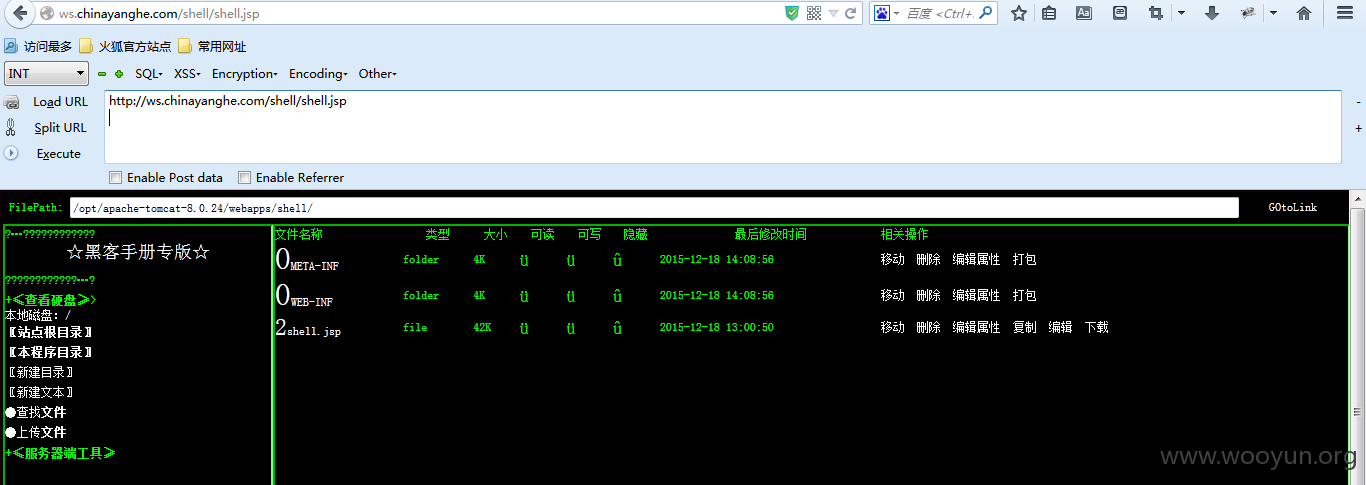 ws.chinayanghe.com/shell/shell.jsp
百度 <Ctrl+.
访问最多 火狐官方站点 常用网址
INT SQL XSS Encryption Encoding Other
Load URL
http://ws.chinayanghe.com/shell/shell.jsp
Split URL
Execute
Enable Post data Enable Referrer
FilePath: /opt/apache-tomcat-8.0.24/webapps/shell/ GOtoLink
?---????????????
☆黑客手册专版☆
????????????---?
+≪查看硬盘≫>
本地磁盘: /
〖站点根目录〗
〖本程序目录〗
〖新建目录〗
〖新建文本〗
●查找文件
●上传文件
+≪服务器端工具≫
文件名称 类型 大小 可读 可写 隐藏 最后修改时间 相关操作
0META-INF folder 4K ü ü û 2015-12-18 14:08:56 移动 删除 编辑属性 打包
0WEB-INF folder 4K ü ü û 2015-12-18 14:08:56 移动 删除 编辑属性 打包
2shell.jsp file 42K ü ü û 2015-12-18 13:00:50 移动 删除 编辑属性 复制 编辑 下载
www.wooyun.org